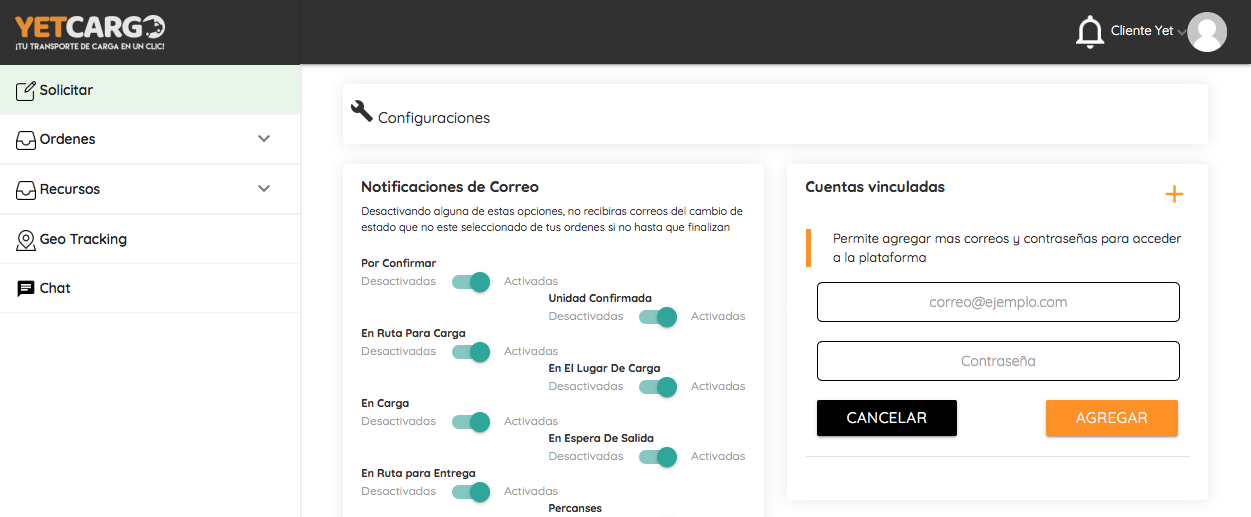 YETCARGO
¡TU TRANSPORTE DE CARGA EN UN CLIC!
Cliente Yet
Solicitar
Ordenes
Recursos
Geo Tracking
Chat
Configuraciones
Notificaciones de Correo
Desactivando alguna de estas opciones, no recibiras correos del cambio de
estado que no este seleccionado de tus ordenes si no hasta que finalizan
Por Confirmar
Desactivadas Activadas
Unidad Confirmada
Desactivadas Activadas
En Ruta Para Carga
Desactivadas Activadas
En El Lugar De Carga
Desactivadas Activadas
En Carga
Desactivadas Activadas
En Espera De Salida
Desactivadas Activadas
En Ruta para Entrega
Desactivadas Activadas
Percanses
Cuentas vinculadas
Permite agregar mas correos y contraseñas para acceder
a la plataforma
correo@ejemplo.com
Contraseña
CANCELAR AGREGAR